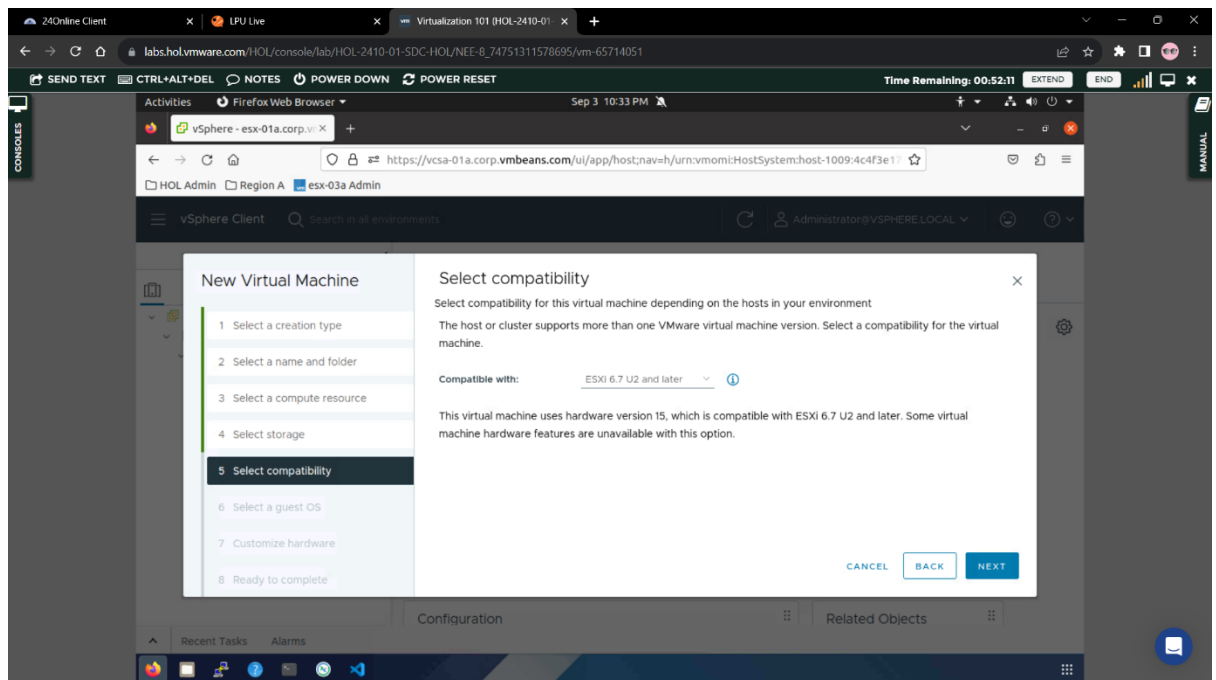 24Online Client
LPU Live
Virtualization 101 (HOL-2410-01-
labs.hol.vmware.com/HOL/console/lab/HOL-2410-01-SDC-HOL/NEE-8_74751311578695/vm-65714051
SEND TEXT CTRL+ALT+DEL NOTES POWER DOWN POWER RESET Time Remaining: 00:52:11 EXTEND END
CONSOLES
MANUAL
Activities Firefox Web Browser Sep 3 10:33 PM
vSphere - esx-01a.corp.v
https://vcsa-01a.corp.vmbeans.com/ui/app/host;nav=h/urn:vmomi:HostSystem:host-1009:4c4f3e17
HOL Admin Region A esx-03a Admin
vSphere Client Search in all environments Administrator@VSPHERE.LOCAL
New Virtual Machine
1 Select a creation type
2 Select a name and folder
3 Select a compute resource
4 Select storage
5 Select compatibility
6 Select a guest OS
7 Customize hardware
8 Ready to complete
Select compatibility
Select compatibility for this virtual machine depending on the hosts in your environment
The host or cluster supports more than one VMware virtual machine version. Select a compatibility for the virtual
machine.
Compatible with: ESXi 6.7 U2 and later
This virtual machine uses hardware version 15, which is compatible with ESXi 6.7 U2 and later. Some virtual
machine hardware features are unavailable with this option.
CANCEL BACK NEXT
Configuration Related Objects
Recent Tasks Alarms